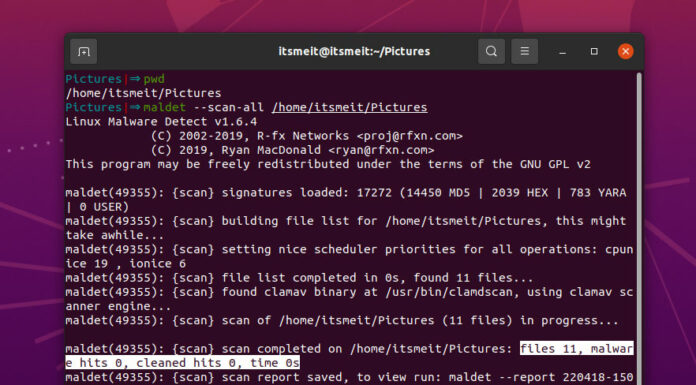 itsmeit@itsmeit:~/Pictures
Pictures|⇒pwd
/home/itsmeit/Pictures
Pictures|⇒maldet --scan-all /home/itsmeit/Pictures
Linux Malware Detect v1.6.4
(C) 2002-2019, R-fx Networks <proj@rfxn.com>
(C) 2019, Ryan MacDonald <ryan@rfxn.com>
This program may be freely redistributed under the terms of the GNU GPL v2
maldet(49355): {scan} signatures loaded: 17272 (14450 MD5 | 2039 HEX | 783 YARA
| 0 USER)
maldet(49355): {scan} building file list for /home/itsmeit/Pictures, this might
take awhile...
maldet(49355): {scan} setting nice scheduler priorities for all operations: cpun
ice 19 , ionice 6
maldet(49355): {scan} file list completed in 0s, found 11 files...
maldet(49355): {scan} found clamav binary at /usr/bin/clamdscan, using clamav sc
anner engine...
maldet(49355): {scan} scan of /home/itsmeit/Pictures (11 files) in progress...
maldet(49355): {scan} scan completed on /home/itsmeit/Pictures: files 11, malwar
e hits 0, cleaned hits 0, time 0s
maldet(49355): {scan} scan report saved, to view run: maldet --report 220418-150